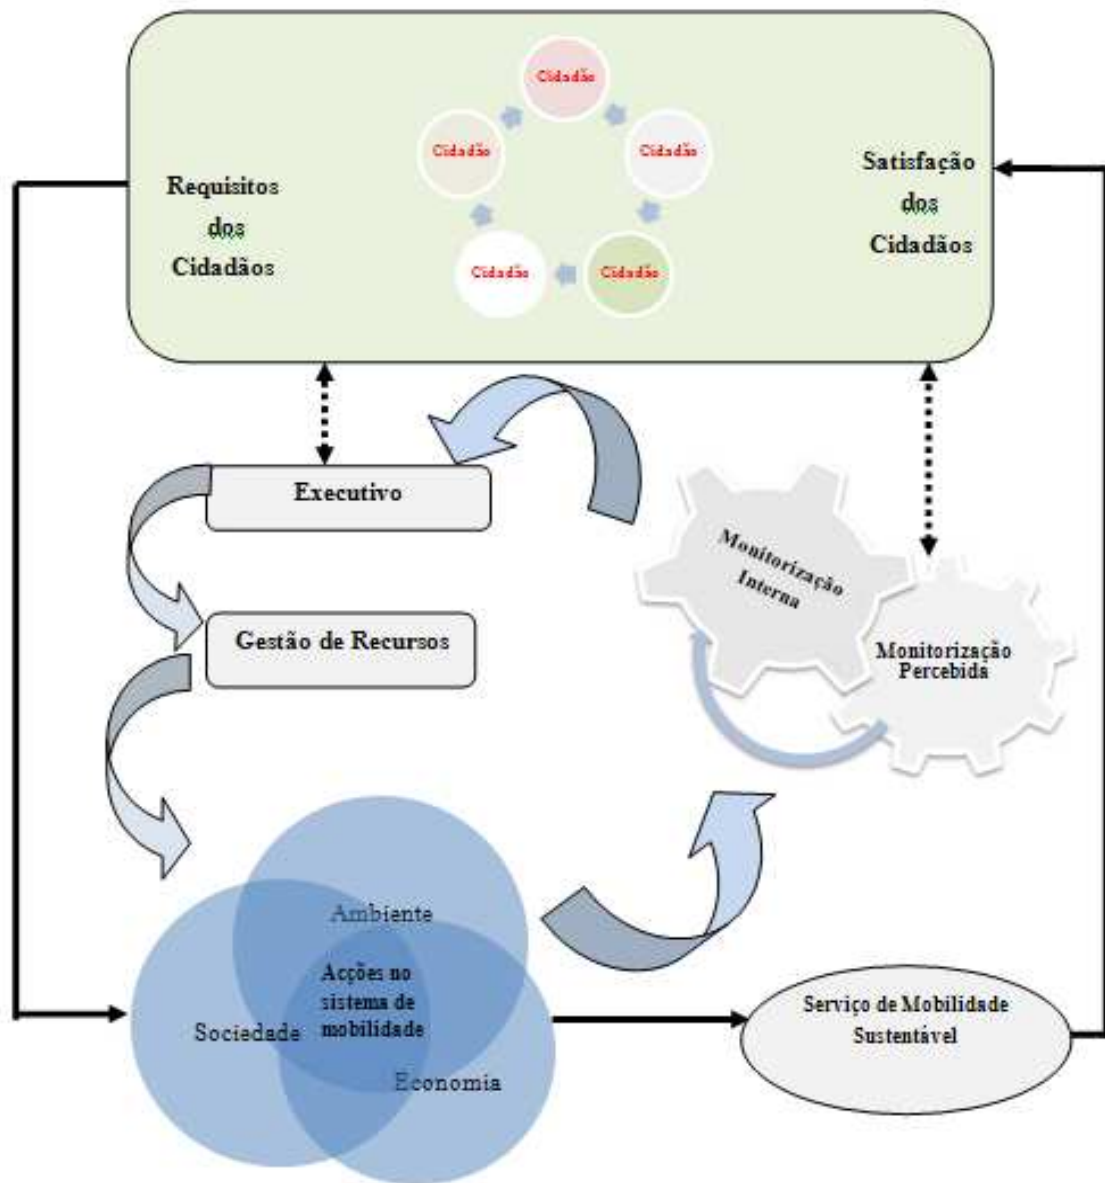 Cidadão
Cidadão
Cidadão
Cidadão
Cidadão
Requisitos
dos
Cidadãos
Satisfação
dos
Cidadãos
Executivo
Gestão de Recursos
Monitorização
Interna
Monitorização
Percebida
Ambiente
Acções no
sistema de
mobilidade
Sociedade
Economia
Serviço de Mobilidade
Sustentável